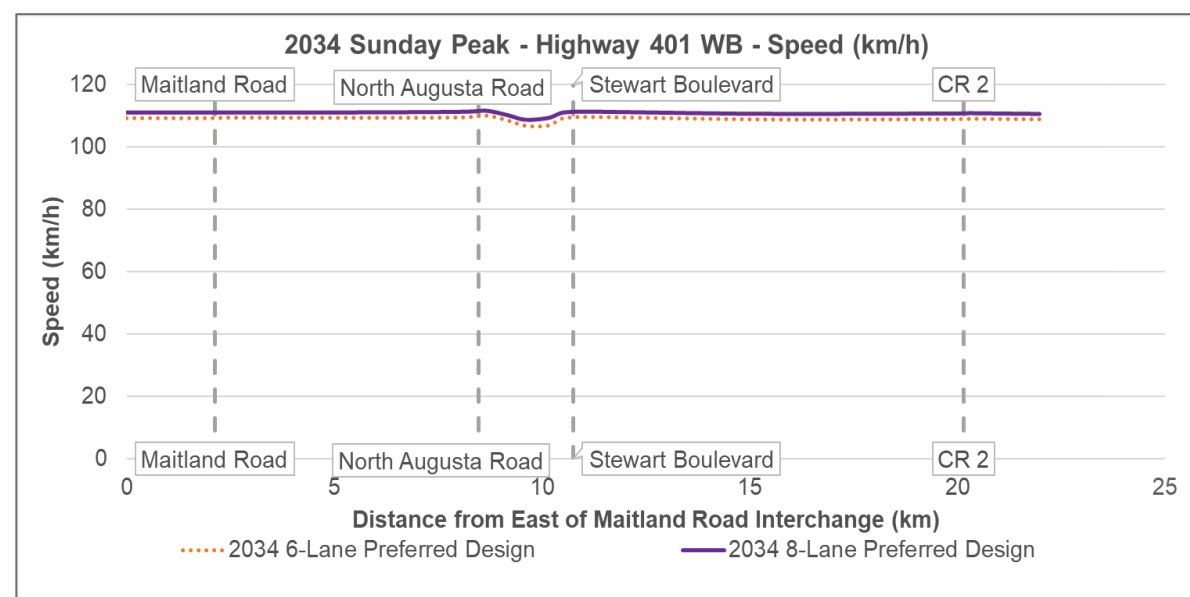 2034 Sunday Peak - Highway 401 WB - Speed (km/h)
120
Maitland Road
North Augusta Road
Stewart Boulevard
CR 2
100
80
60
40
20
0
Speed (km/h)
Maitland Road
North Augusta Road
Stewart Boulevard
CR 2
0 5 10 15 20 25
Distance from East of Maitland Road Interchange (km)
2034 6-Lane Preferred Design
2034 8-Lane Preferred Design